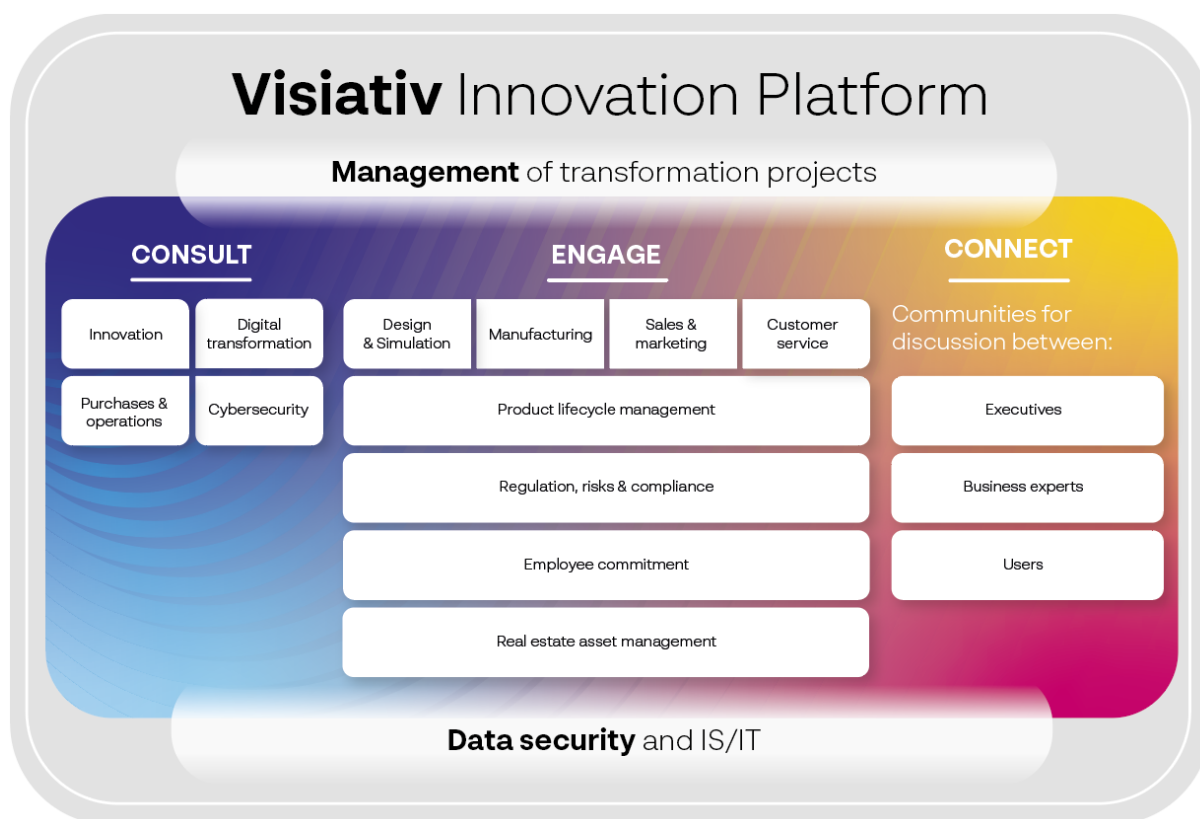 Visiativ Innovation Platform
Management of transformation projects
CONSULT
Innovation
Digital
transformation
Purchases &
operations
Cybersecurity
ENGAGE
Design
& Simulation
Manufacturing
Sales &
marketing
Customer
service
Product lifecycle management
Regulation, risks & compliance
Employee commitment
Real estate asset management
CONNECT
Communities for
discussion between:
Executives
Business experts
Users
Data security and IS/IT